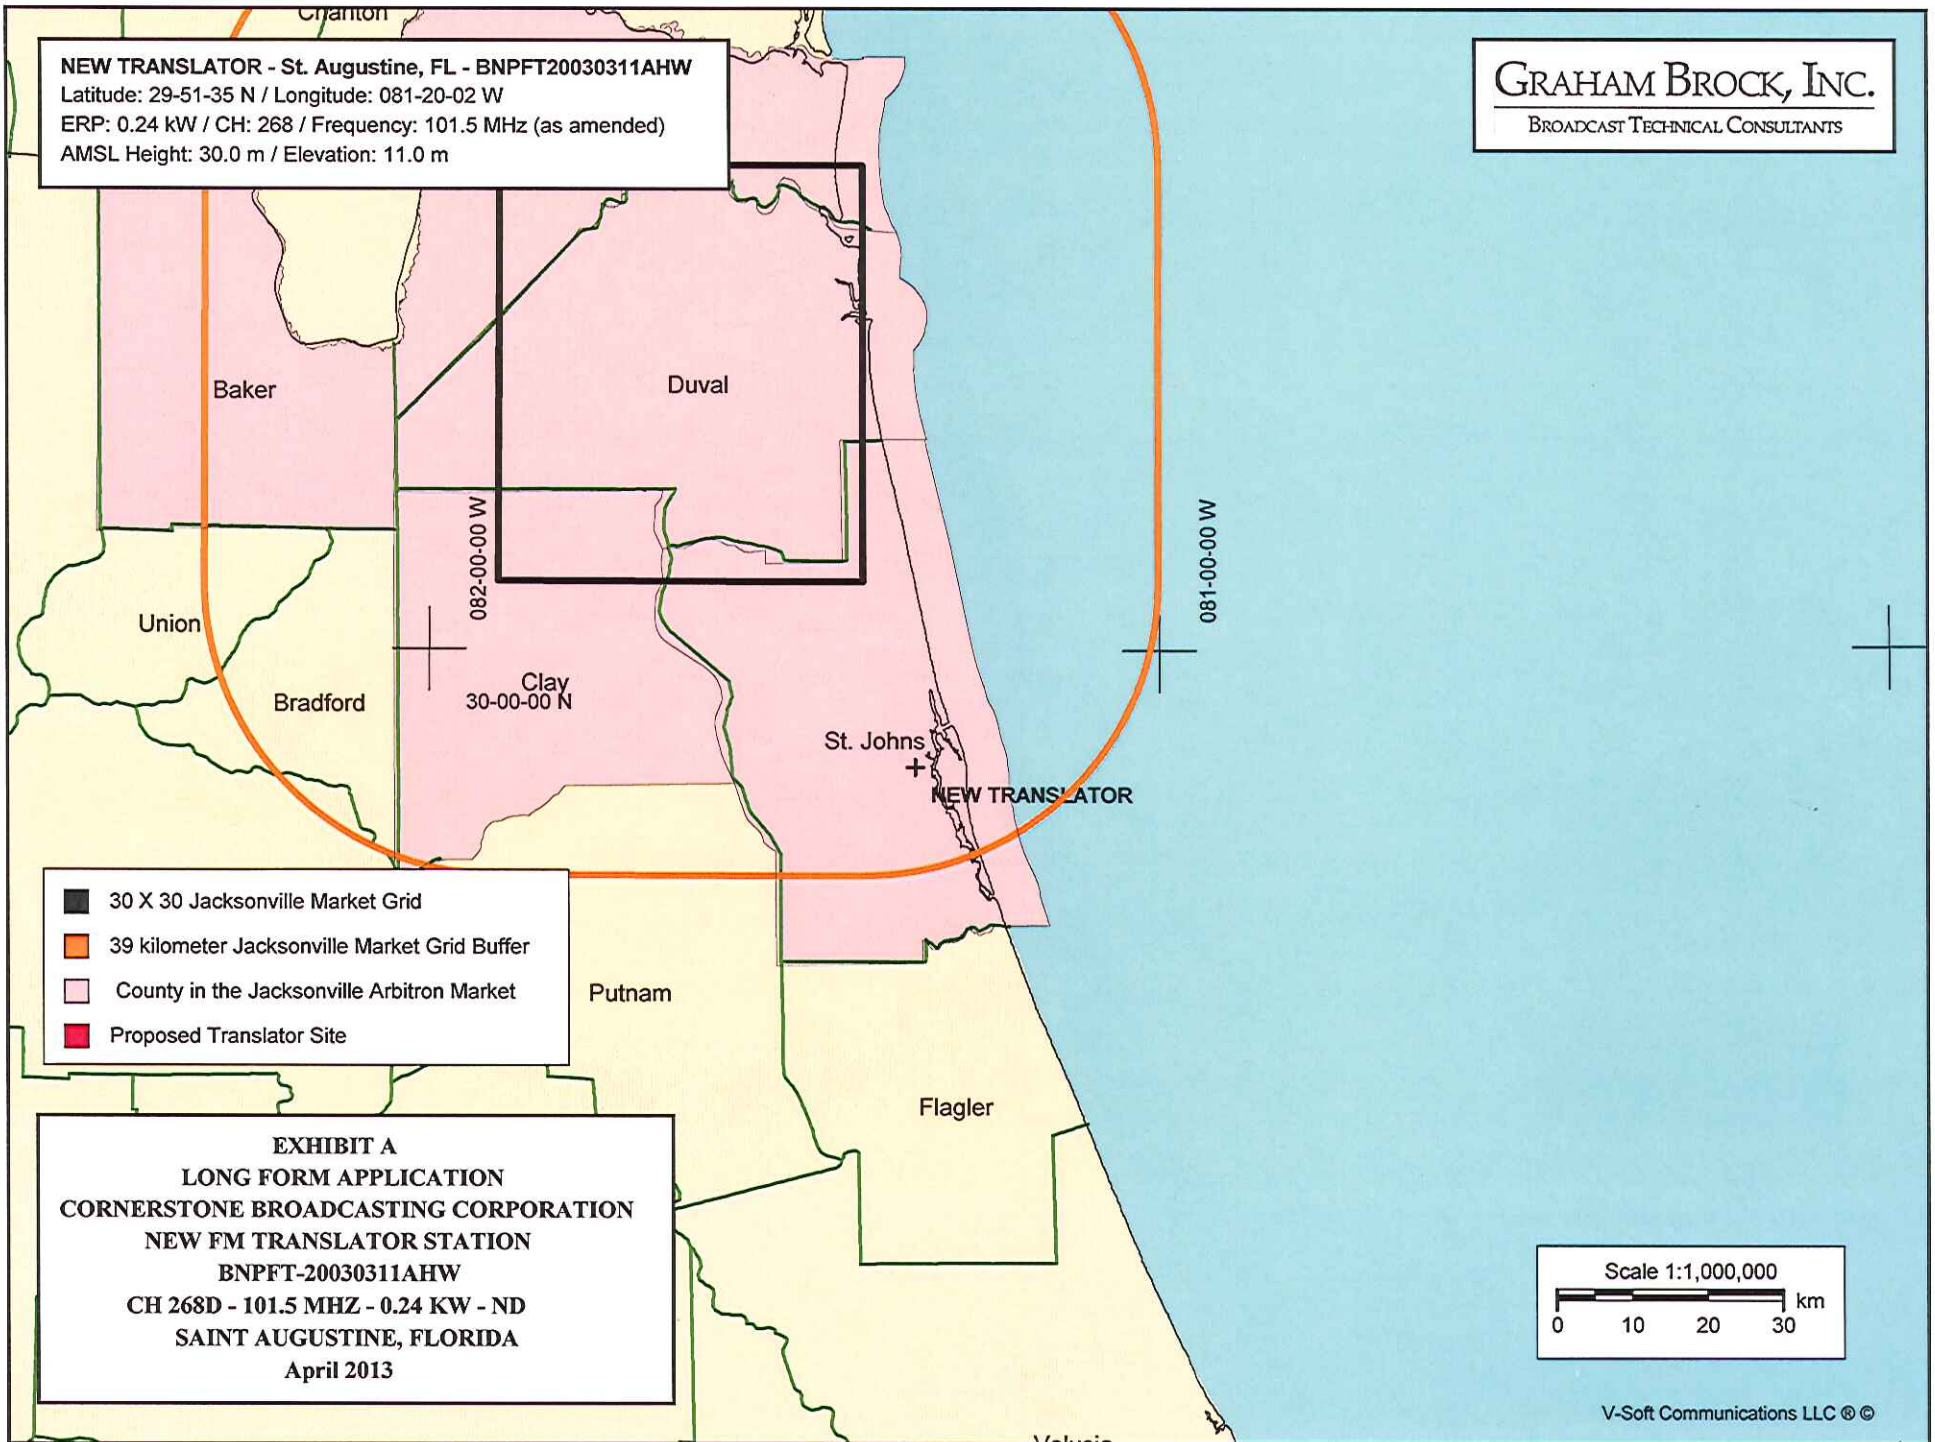 Charlton
NEW TRANSLATOR - St. Augustine, FL - BNPFT20030311AHW
Latitude: 29-51-35 N / Longitude: 081-20-02 W
ERP: 0.24 kW / CH: 268 / Frequency: 101.5 MHz (as amended)
AMSL Height: 30.0 m / Elevation: 11.0 m
GRAHAM BROCK, INC.
BROADCAST TECHNICAL CONSULTANTS
Baker
Duval
082-00-00 W
081-00-00 W
Union
Clay
30-00-00 N
Bradford
St. Johns
NEW TRANSLATOR
30 X 30 Jacksonville Market Grid
39 kilometer Jacksonville Market Grid Buffer
County in the Jacksonville Arbitron Market
Proposed Translator Site
Putnam
Flagler
EXHIBIT A
LONG FORM APPLICATION
CORNERSTONE BROADCASTING CORPORATION
NEW FM TRANSLATOR STATION
BNPFT-20030311AHW
CH 268D - 101.5 MHZ - 0.24 KW - ND
SAINT AUGUSTINE, FLORIDA
April 2013
Scale 1:1,000,000
km
0 10 20 30
V-Soft Communications LLC ® ©
Volusia